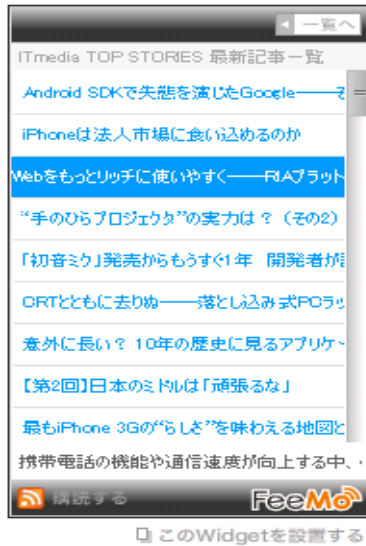 一覧へ
ITmedia TOP STORIES 最新記事一覧
Android SDKで失態を演じたGoogle――そ
iPhoneは法人市場に食い込めるのか
Webをもっとリッチに使いやすく――RIAプラット
“手のひらプロジェクタ”の実力は？（その2）
「初音ミク」発売からもうすぐ1年 開発者が語
CRTとともに去りぬ――落とし込み式PCラッ
意外に長い？ 10年の歴史に見るアプリケー
【第2回】日本のミドルは「頑張るな」
最もiPhone 3Gの“らしさ”を味わえる地図と
携帯電話の機能や通信速度が向上する中、
購読する
FeeMo
このWidgetを設置する